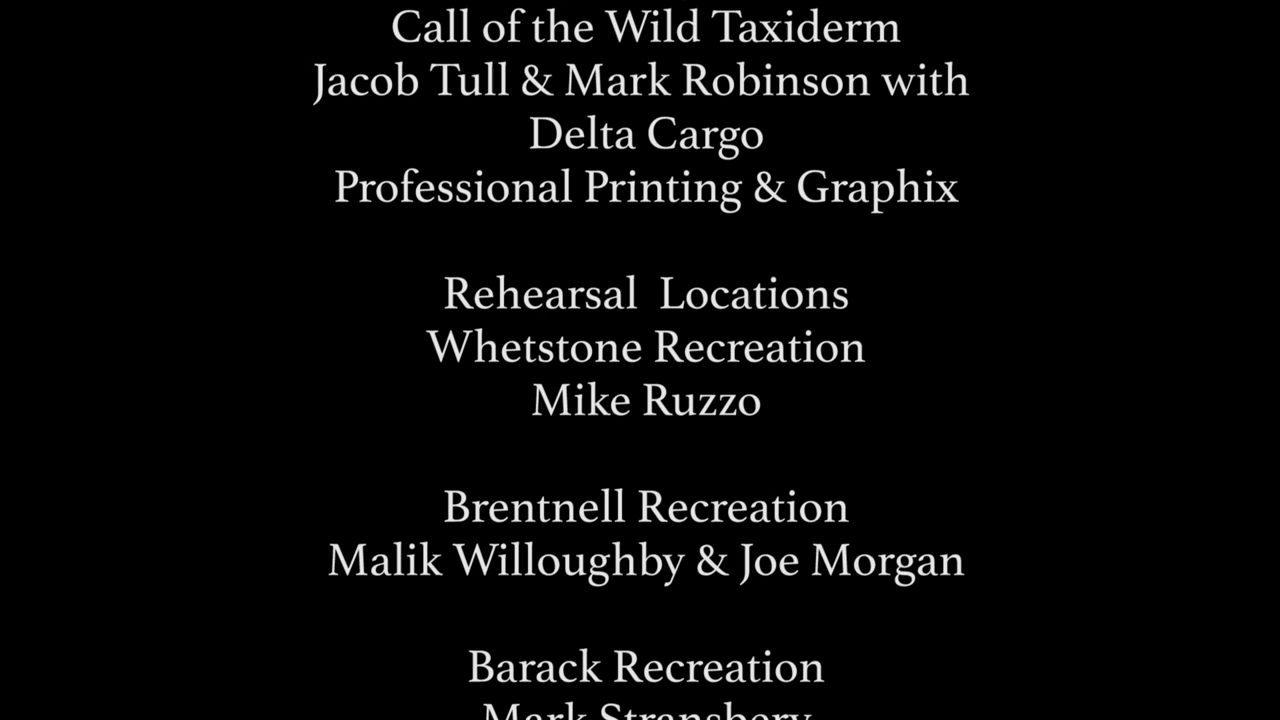 Call of the Wild Taxiderm
Jacob Tull & Mark Robinson with
Delta Cargo
Professional Printing & Graphix
Rehearsal  Locations
Whetstone Recreation
Mike Ruzzo
Brentnell Recreation
Malik Willoughby & Joe Morgan
Barack Recreation
Mark